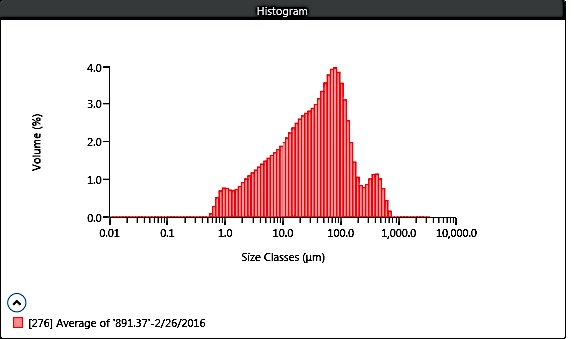 Histogram
Volume (%)
4.0
3.0
2.0
1.0
0.0
0.01 0.1 1.0 10.0 100.0 1,000.0 10,000.0
Size Classes (µm)
[276] Average of "891.37"-2/26/2016